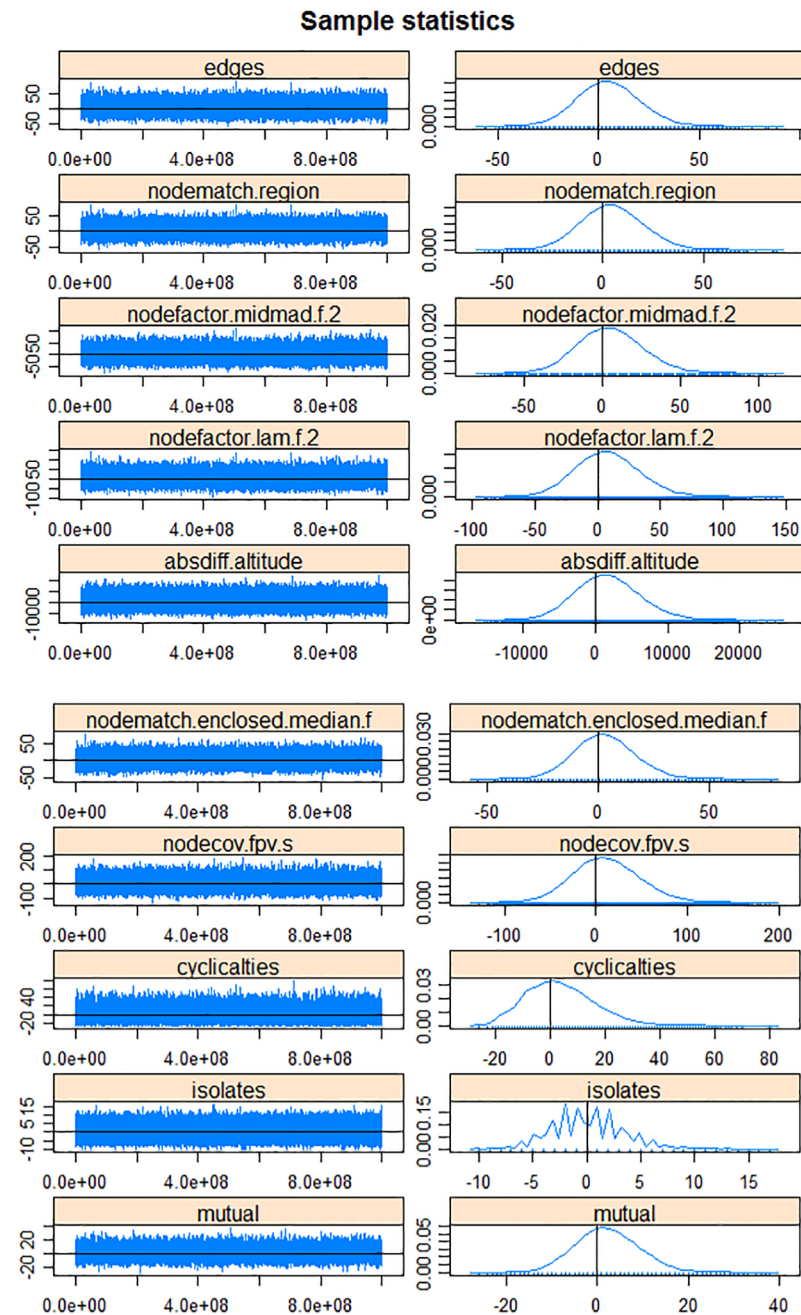 Sample statistics
edges
edges
50
-50
0.000
0.0e+00 4.0e+08 8.0e+08
-50 0 50
nodematch.region
nodematch.region
50
-50
0.000
0.0e+00 4.0e+08 8.0e+08
-50 0 50
nodefactor.midmad.f.2
nodefactor.midmad.f.2
-5050
0.000 0.020
0.0e+00 4.0e+08 8.0e+08
-50 0 50 100
nodefactor.lam.f.2
nodefactor.lam.f.2
-10050
0.000
0.0e+00 4.0e+08 8.0e+08
-100 -50 0 50 100 150
absdiff.altitude
absdiff.altitude
-10000
0e+00
0.0e+00 4.0e+08 8.0e+08
-10000 0 10000 20000
nodematch.enclosed.median.f
nodematch.enclosed.median.f
50
-50
0.000 0.030
0.0e+00 4.0e+08 8.0e+08
-50 0 50
nodecov.fpv.s
nodecov.fpv.s
200
-100
0.000
0.0e+00 4.0e+08 8.0e+08
-100 0 100 200
cyclicalties
cyclicalties
-20 40
0.00 0.03
0.0e+00 4.0e+08 8.0e+08
-20 0 20 40 60 80
isolates
isolates
-10 5 15
0.00 0.15
0.0e+00 4.0e+08 8.0e+08
-10 -5 0 5 10 15
mutual
mutual
-20 20
0.00 0.05
0.0e+00 4.0e+08 8.0e+08
-20 0 20 40